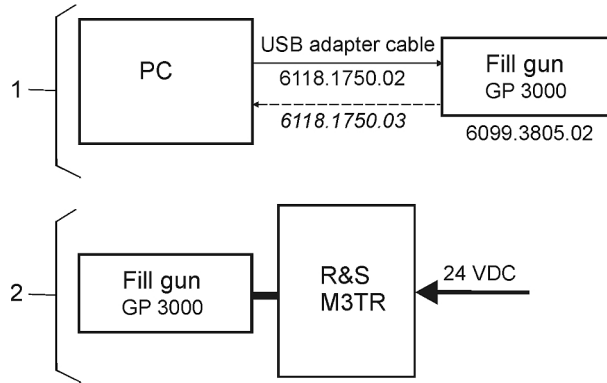 1
PC
USB adapter cable
6118.1750.02
6118.1750.03
Fill gun
GP 3000
6099.3805.02
2
Fill gun
GP 3000
R&S
M3TR
24 VDC